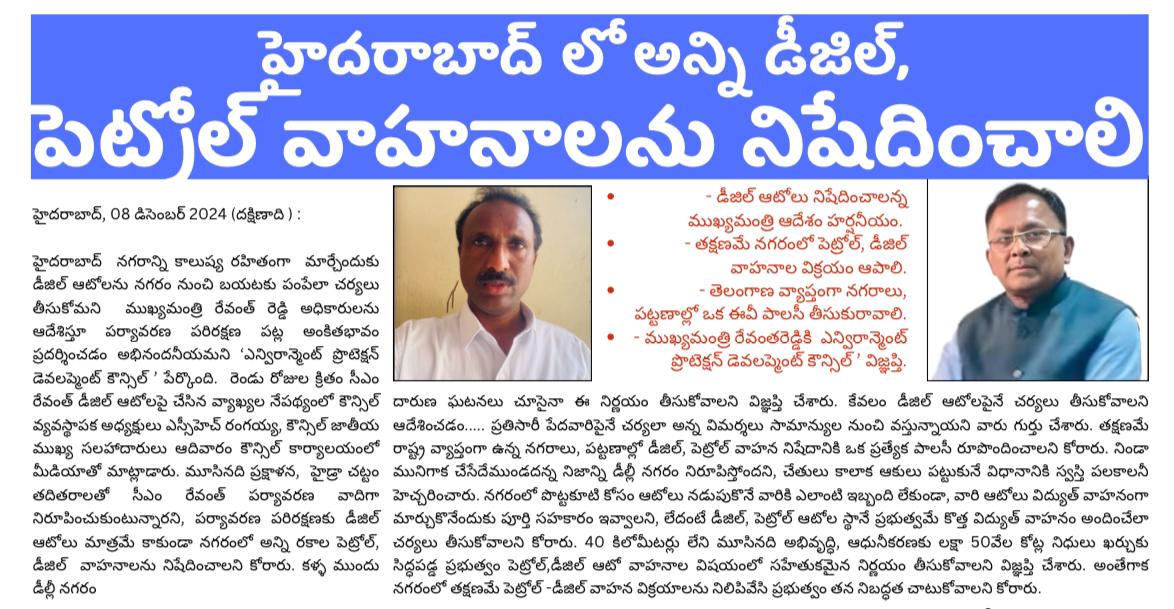 హైదరాబాద్ లో అన్ని డీజిల్,
పెట్రోల్ వాహనాలను నిషేదించాలి
హైదరాబాద్, 08 డిసెంబర్ 2024 (దక్షిణాది ) :
హైదరాబాద్ నగరాన్ని కాలుష్య రహితంగా మార్చేందుకు
డీజిల్ ఆటోలను నగరం నుంచి బయటకు పంపేలా చర్యలు
తీసుకోమని ముఖ్యమంత్రి రేవంత్ రెడ్డి అధికారులను
ఆదేశిస్తూ పర్యావరణ పరిరక్షణ పట్ల అంకితభావం
ప్రదర్శించడం అభినందనీయమని ‘ఎన్విరాన్మెంట్ ప్రొటెక్షన్
డెవలప్మెంట్ కౌన్సిల్ ’ పేర్కొంది. రెండు రోజుల క్రితం సీఎం
రేవంత్ డీజిల్ ఆటోలపై చేసిన వ్యాఖ్యల నేపథ్యంలో కౌన్సిల్
వ్యవస్థాపక అధ్యక్షులు ఎస్సీహెచ్ రంగయ్య, కౌన్సిల్ జాతీయ
ముఖ్య సలహాదారులు ఆదివారం కౌన్సిల్ కార్యాలయంలో
మీడియాతో మాట్లాడారు. మూసినది ప్రక్షాళన, హైడ్రా చట్టం
తదితరాలతో సీఎం రేవంత్ పర్యావరణ వాదిగా
నిరూపించుకుంటున్నారని, పర్యావరణ పరిరక్షణకు డీజిల్
ఆటోలు మాత్రమే కాకుండా నగరంలో అన్ని రకాల పెట్రోల్,
డీజిల్ వాహనాలను నిషేదించాలని కోరారు. కళ్ళ ముందు
డీల్లీ నగరం
• - డీజిల్ ఆటోలు నిషేదించాలన్న
ముఖ్యమంత్రి ఆదేశం హర్షనీయం.
• - తక్షణమే నగరంలో పెట్రోల్, డీజిల్
వాహనాల విక్రయం ఆపాలి.
• - తెలంగాణ వ్యాప్తంగా నగరాలు,
పట్టణాల్లో ఒక ఈవీ పాలసీ తీసుకురావాలి.
• - ముఖ్యమంత్రి రేవంతరెడ్డికి ఎన్విరాన్మెంట్
ప్రొటెక్షన్ డెవలప్మెంట్ కౌన్సిల్ ’ విజ్ఞప్తి.
దారుణ ఘటనలు చూసైనా ఈ నిర్ణయం తీసుకోవాలని విజ్ఞప్తి చేశారు. కేవలం డీజిల్ ఆటోలపైనే చర్యలు తీసుకోవాలని
ఆదేశించడం..... ప్రతిసారీ పేదవారిపైనే చర్యలా అన్న విమర్శలు సామాన్యుల నుంచి వస్తున్నాయని వారు గుర్తు చేశారు. తక్షణమే
రాష్ట్ర వ్యాప్తంగా ఉన్న నగరాలు, పట్టణాల్లో డీజిల్, పెట్రోల్ వాహన నిషేదానికి ఒక ప్రత్యేక పాలసీ రూపొందించాలని కోరారు. నిండా
మునిగాక చేసేదేముండదన్న నిజాన్ని డీల్లీ నగరం నిరూపిస్తోందని, చేతులు కాలాక ఆకులు పట్టుకునే విధానానికి స్వస్తి పలకాలనీ
హెచ్చరించారు. నగరంలో పొట్టకూటి కోసం ఆటోలు నడుపుకొనే వారికి ఎలాంటి ఇబ్బంది లేకుండా, వారి ఆటోలు విద్యుత్ వాహనంగా
మార్చుకొనేందుకు పూర్తి సహకారం ఇవ్వాలని, లేదంటే డీజిల్, పెట్రోల్ ఆటోల స్థానే ప్రభుత్వమే కొత్త విద్యుత్ వాహనం అందించేలా
చర్యలు తీసుకోవాలని కోరారు. 40 కిలోమీటర్లు లేని మూసినది అభివృద్ధి, ఆధునీకరణకు లక్షా 50వేల కోట్ల నిధులు ఖర్చుకు
సిద్ధపడ్డ ప్రభుత్వం పెట్రోల్,డీజిల్ ఆటో వాహనాల విషయంలో సహేతుకమైన నిర్ణయం తీసుకోవాలని విజ్ఞప్తి చేశారు. అంతేగాక
నగరంలో తక్షణమే పెట్రోల్ -డీజిల్ వాహన విక్రయాలను నిలిపివేసి ప్రభుత్వం తన నిబద్ధత చాటుకోవాలని కోరారు.